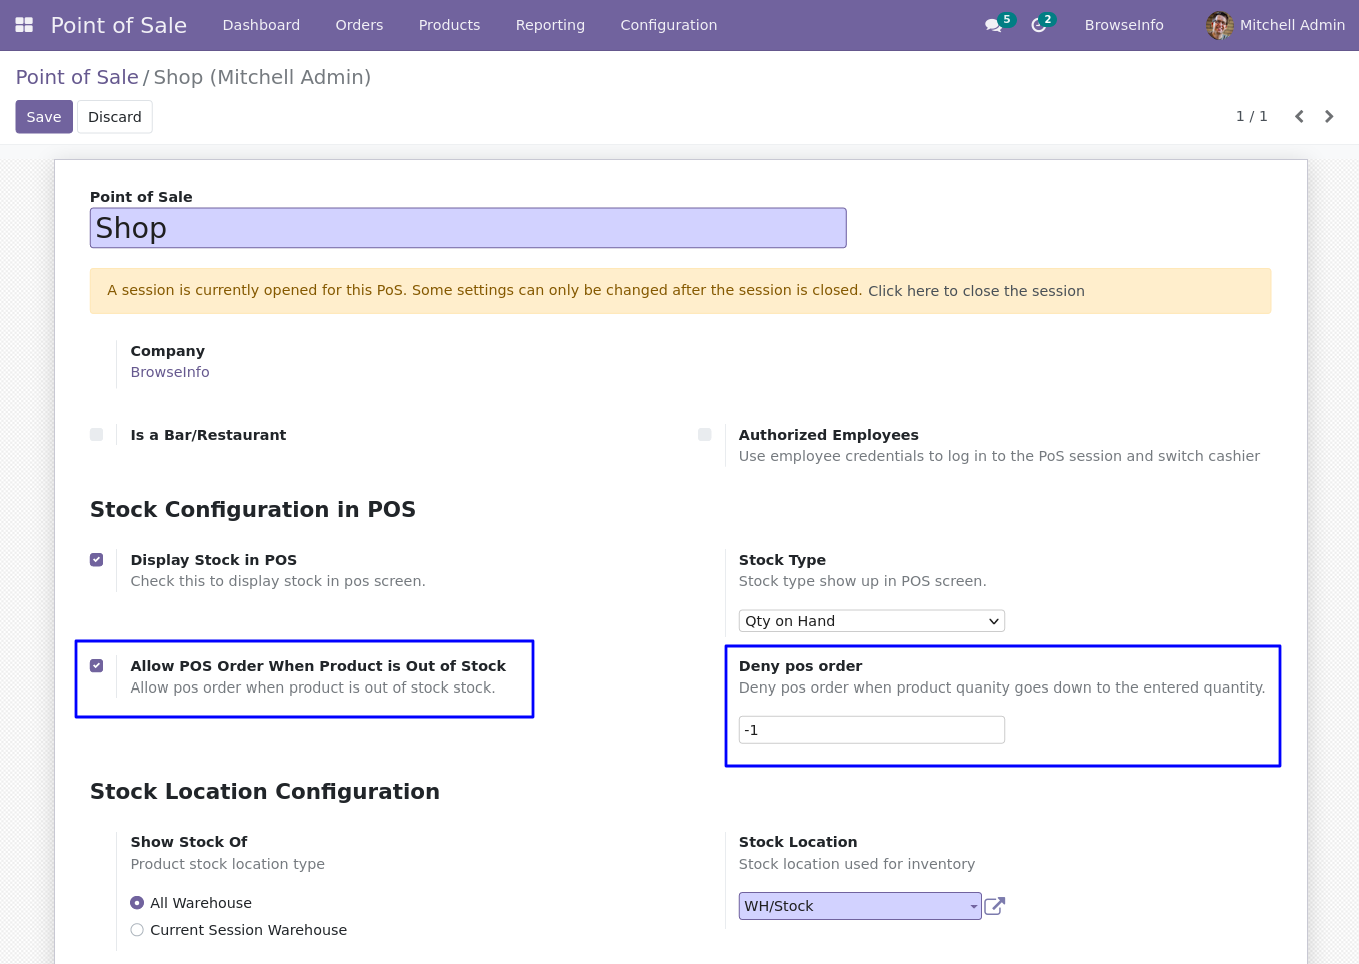 Point of Sale Dashboard Orders Products Reporting Configuration 5 2 BrowseInfo Mitchell Admin
Point of Sale / Shop (Mitchell Admin)
Save Discard 1 / 1
Point of Sale
Shop
A session is currently opened for this PoS. Some settings can only be changed after the session is closed. Click here to close the session
Company
BrowseInfo
Is a Bar/Restaurant
Authorized Employees
Use employee credentials to log in to the PoS session and switch cashier
Stock Configuration in POS
Display Stock in POS
Check this to display stock in pos screen.
Stock Type
Stock type show up in POS screen.
Qty on Hand
Allow POS Order When Product is Out of Stock
Allow pos order when product is out of stock stock.
Deny pos order
Deny pos order when product quanity goes down to the entered quantity.
-1
Stock Location Configuration
Show Stock Of
Product stock location type
All Warehouse
Current Session Warehouse
Stock Location
Stock location used for inventory
WH/Stock